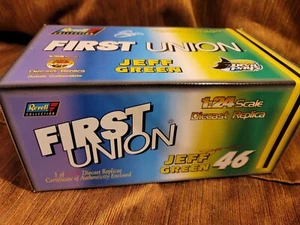 FIRST UNION
JEFF
GREEN
Revell
COLLECTION
1:24 Scale
Diecast Replica
FIRST
UNION
®
JEFF
GREEN
46
1 of
Diecast Replicas
Certificate of Authenticity Enclosed